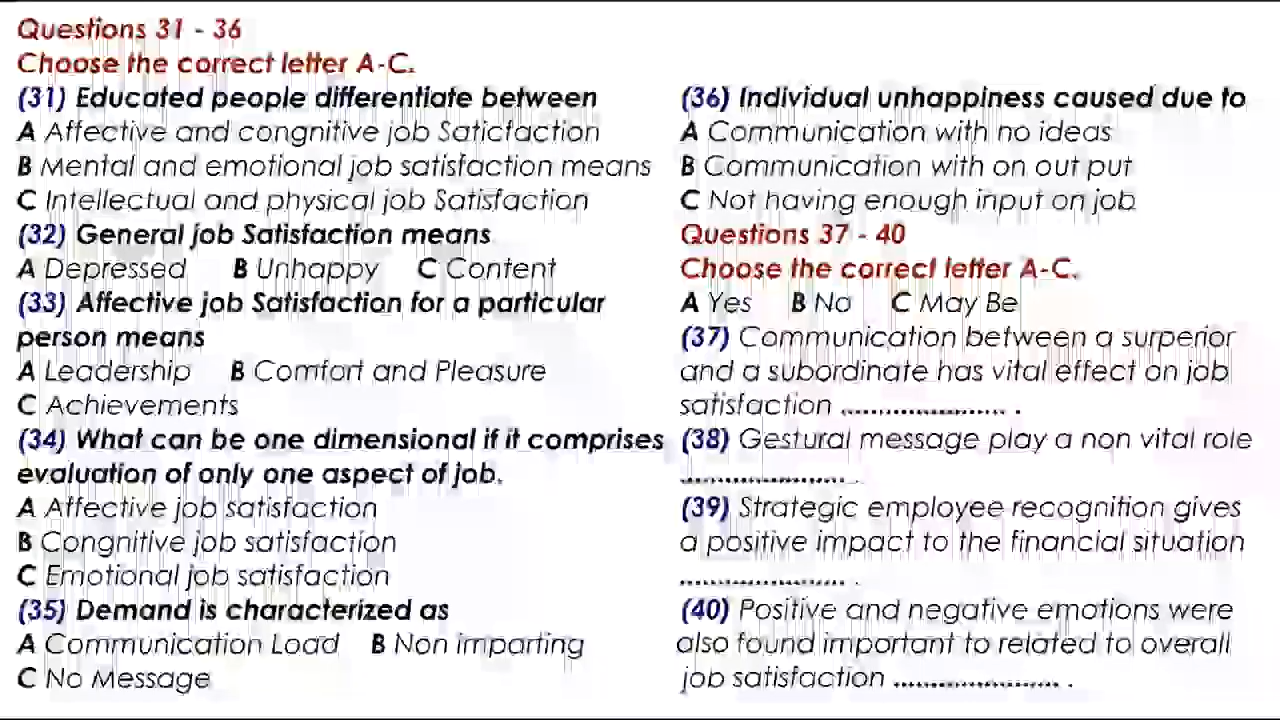 Questions 31 - 36
Choose the correct letter A-C.
(31) Educated people differentiate between
A Affective and congnitive job Saticfaction
B Mental and emotional job satisfaction means
C Intellectual and physical job Satisfaction
(32) General job Satisfaction means
A Depressed B Unhappy C Content
(33) Affective job Satisfaction for a particular
person means
A Leadership B Comfort and Pleasure
C Achievements
(34) What can be one dimensional if it comprises
evaluation of only one aspect of job.
A Affective job satisfaction
B Congnitive job satisfaction
C Emotional job satisfaction
(35) Demand is characterized as
A Communication Load B Non imparting
C No Message
(36) Individual unhappiness caused due to
A Communication with no ideas
B Communication with on out put
C Not having enough input on job
Questions 37 - 40
Choose the correct letter A-C.
A Yes B No C May Be
(37) Communication between a surperior
and a subordinate has vital effect on job
satisfaction ..................... .
(38) Gestural message play a non vital role
..................... .
(39) Strategic employee recognition gives
a positive impact to the financial situation
..................... .
(40) Positive and negative emotions were
also found important to related to overall
job satisfaction ..................... .